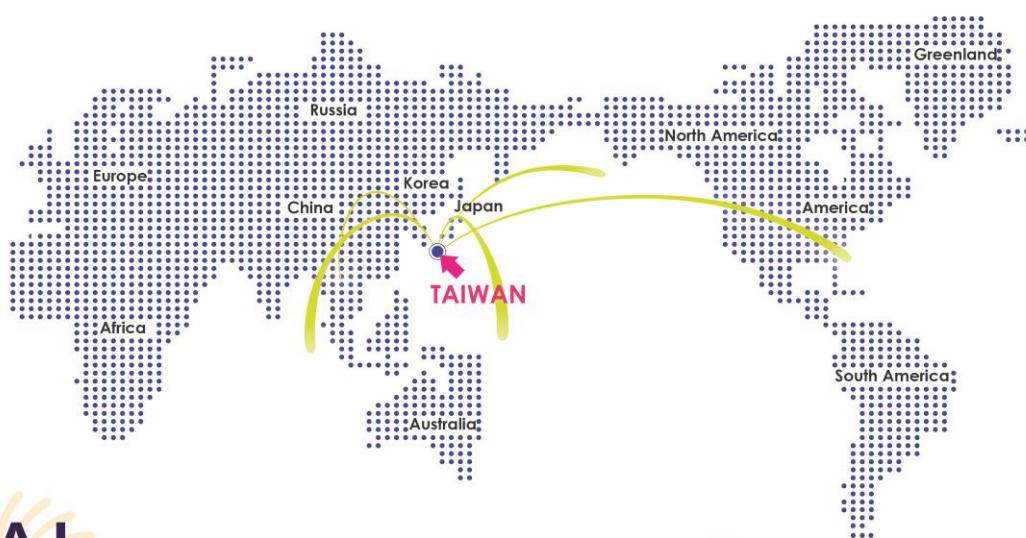 Greenland
Russia
North America
Europe
Korea
China
Japan
America
TAIWAN
Africa
South America
Australia